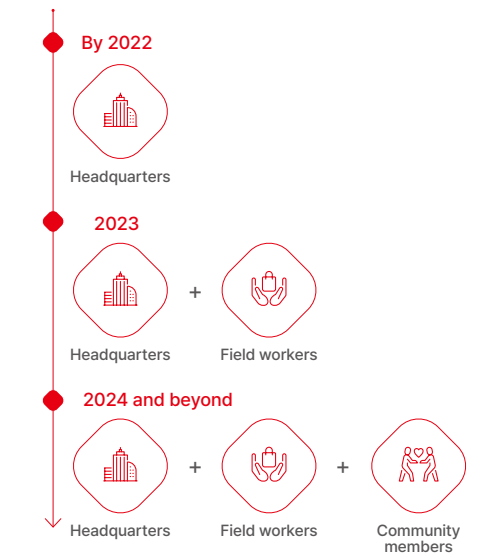 By 2022
Headquarters
2023
+
Headquarters Field workers
2024 and beyond
+ +
Headquarters Field workers Community
members